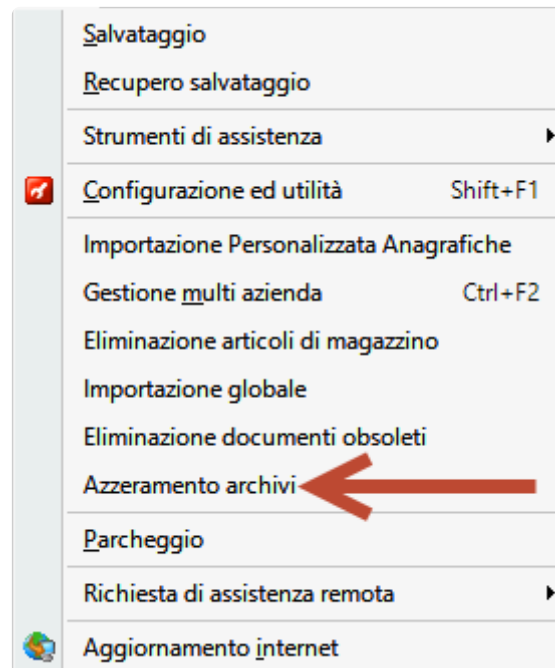 Salvataggio
Recupero salvataggio
Strumenti di assistenza
Configurazione ed utilità Shift+F1
Importazione Personalizzata Anagrafiche
Gestione multi azienda Ctrl+F2
Eliminazione articoli di magazzino
Importazione globale
Eliminazione documenti obsoleti
Azzeramento archivi
Parcheggio
Richiesta di assistenza remota
Aggiornamento internet